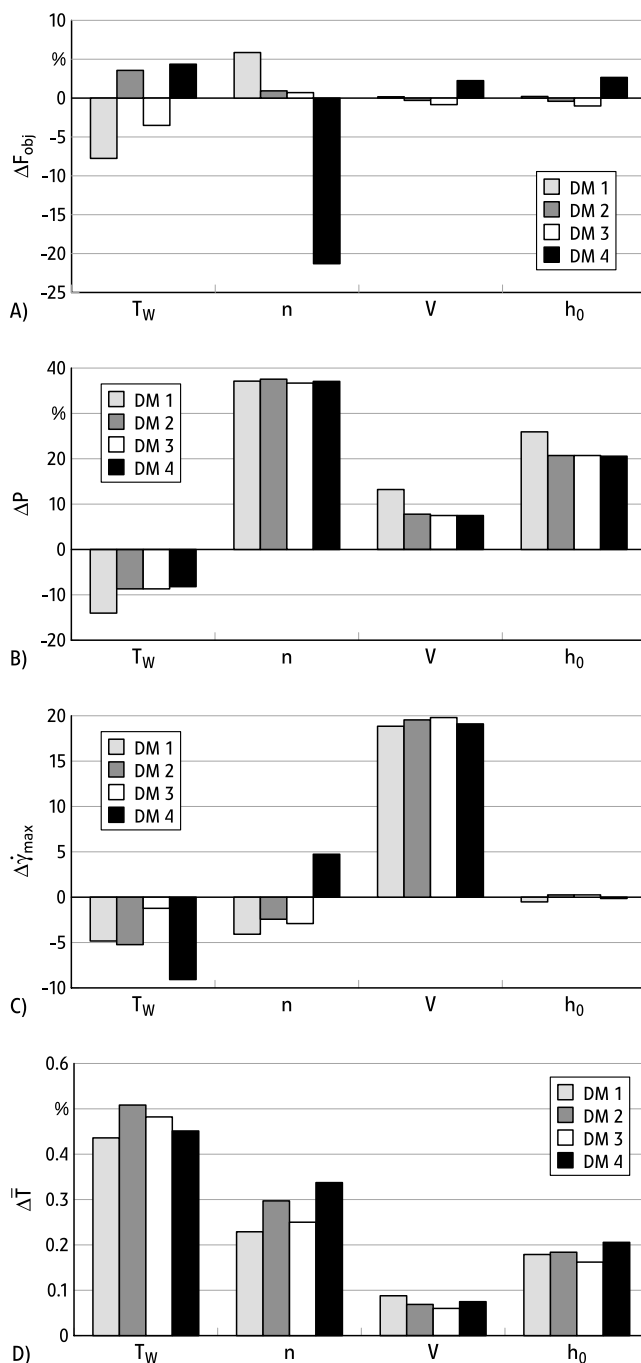 10
%
0
-5
-10
-15
-20
-25
ΔF_obj
DM 1
DM 2
DM 3
DM 4
T_W n V h_0
A)
40
%
20
10
0
-10
-20
ΔP
DM 1
DM 2
DM 3
DM 4
T_W n V h_0
B)
20
15
10
5
0
-5
-10
Δγ̇_max
DM 1
DM 2
DM 3
DM 4
T_W n V h_0
C)
0.6
%
0.4
0.3
0.2
0.1
0
ΔT̿
DM 1
DM 2
DM 3
DM 4
T_W n V h_0
D)